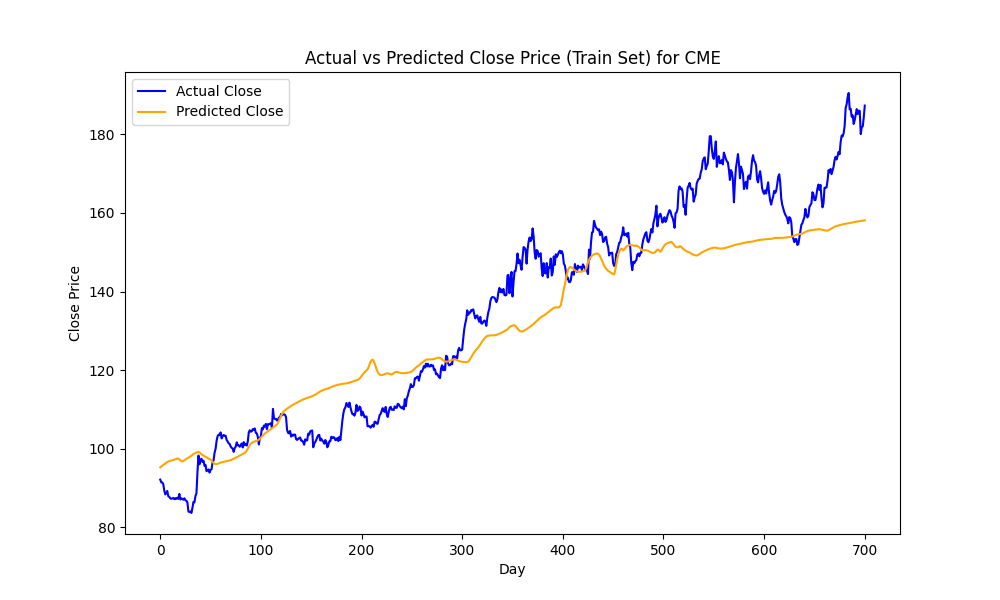 Actual vs Predicted Close Price (Train Set) for CME
Actual Close
Predicted Close
Close Price
180
160
140
120
100
80
0 100 200 300 400 500 600 700
Day